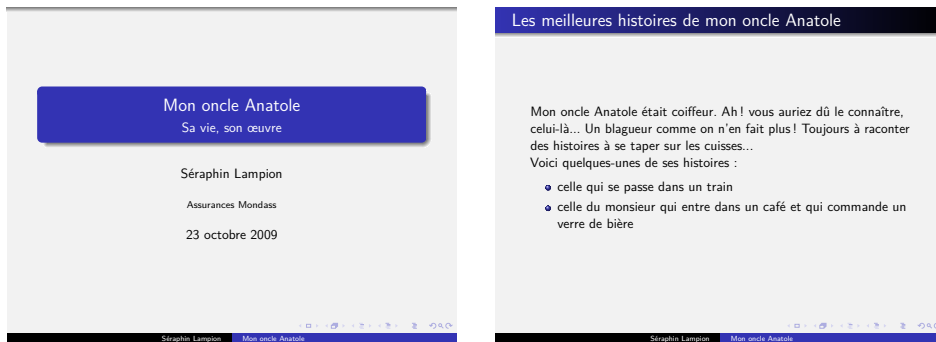 Mon oncle Anatole
Sa vie, son œuvre
Séraphin Lampion
Assurances Mondass
23 octobre 2009
Séraphin Lampion Mon oncle Anatole
Les meilleures histoires de mon oncle Anatole
Mon oncle Anatole était coiffeur. Ah ! vous auriez dû le connaître,
celui-là... Un blagueur comme on n'en fait plus ! Toujours à raconter
des histoires à se taper sur les cuisses...
Voici quelques-unes de ses histoires :
celle qui se passe dans un train
celle du monsieur qui entre dans un café et qui commande un
verre de bière
Séraphin Lampion Mon oncle Anatole